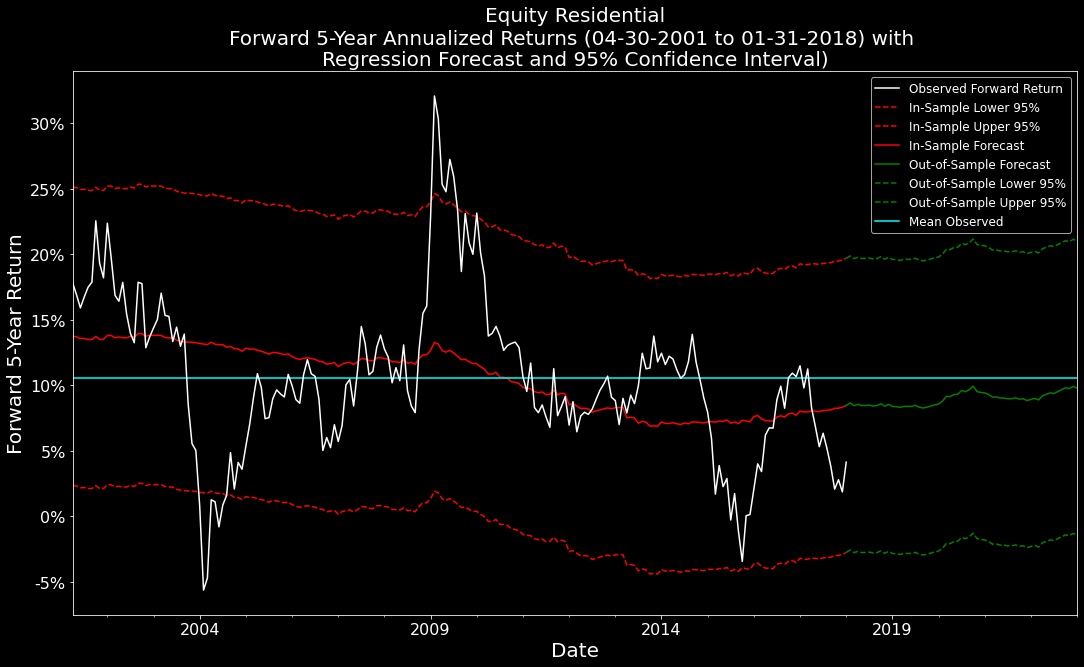 Equity Residential
Forward 5-Year Annualized Returns (04-30-2001 to 01-31-2018) with
Regression Forecast and 95% Confidence Interval)
Observed Forward Return
In-Sample Lower 95%
In-Sample Upper 95%
In-Sample Forecast
Out-of-Sample Forecast
Out-of-Sample Lower 95%
Out-of-Sample Upper 95%
Mean Observed
Forward 5-Year Return
30%
25%
20%
15%
10%
5%
0%
-5%
2004
2009
2014
2019
Date